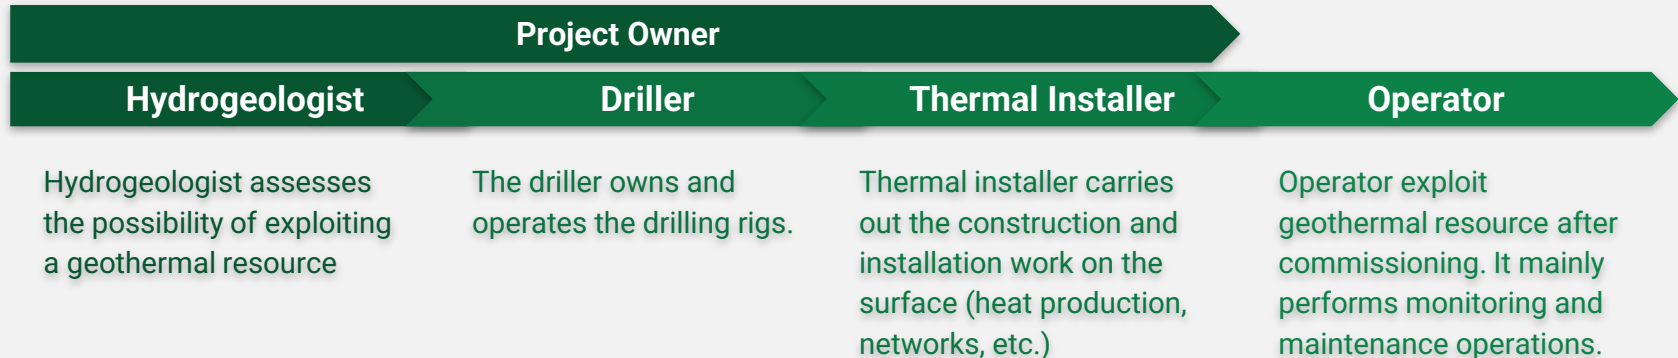 Project Owner
Hydrogeologist
Driller
Thermal Installer
Operator
Hydrogeologist assesses
the possibility of exploiting
a geothermal resource
The driller owns and
operates the drilling rigs.
Thermal installer carries
out the construction and
installation work on the
surface (heat production,
networks, etc.)
Operator exploit
geothermal resource after
commissioning. It mainly
performs monitoring and
maintenance operations.